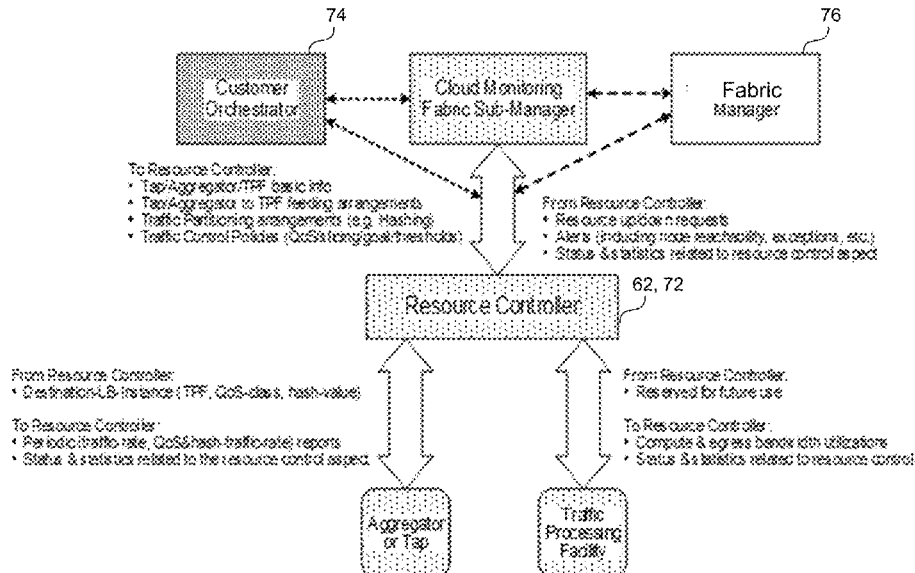 74
76
Customer
Orchestrator
Cloud Monitoring
Fabric Sub-Manager
Fabric
Manager
To Resource Controller:
• Tap/Aggregator/TPF basic info
• Tap/Aggregator to TPF feeding arrangements
• Traffic Partitioning arrangements (e.g. Hashing)
• Traffic Control Policies (QoS/slicing/goal/thresholds)
From Resource Controller:
• Resource up/down requests
• Alerts (including node reachability, exceptions, etc.)
• Status & statistics related to resource control aspect
Resource Controller
62, 72
From Resource Controller:
• Destination-LB-instance (TPF, QoS-class, hash-value)
To Resource Controller:
• Periodic (traffic rate, QoS&hash-traffic-rate) reports
• Status & statistics related to the resource control aspect
From Resource Controller:
• Reserved for future use
To Resource Controller:
• Compute & egress bandwidth utilizations
• Status & statistics related to resource control
Aggregator
or Tap
Traffic
Processing
Facility